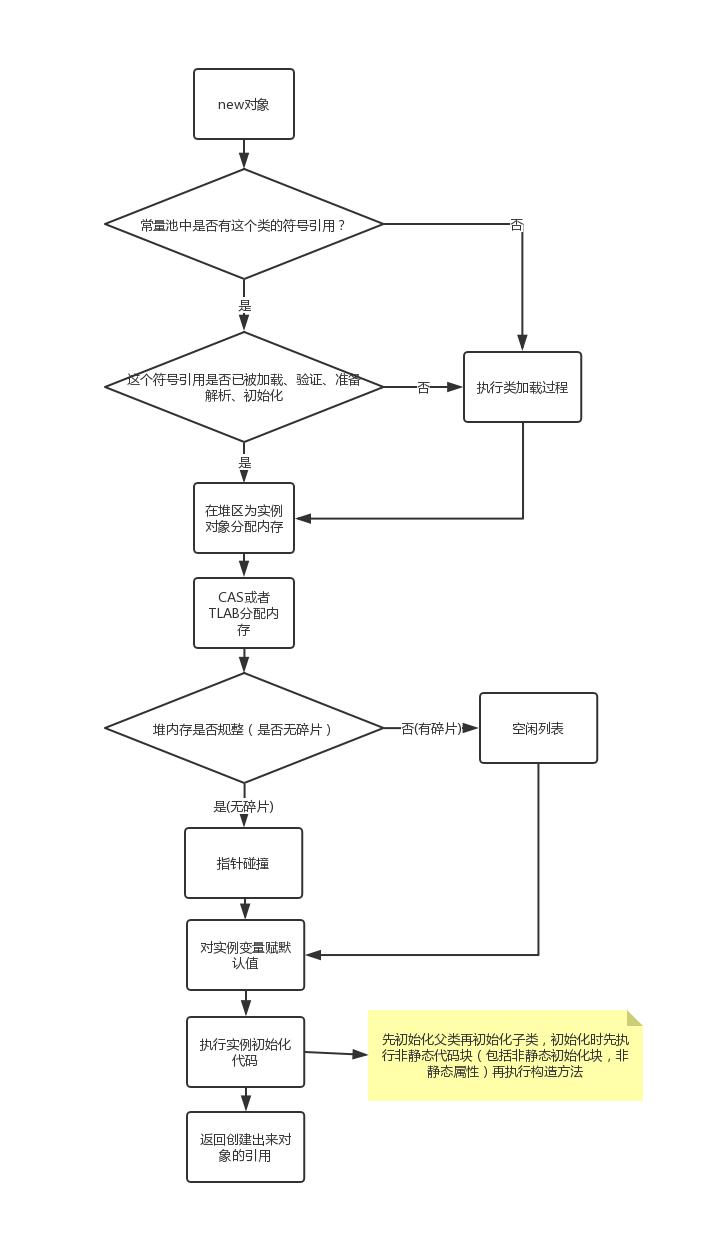 new对象
常量池中是否有这个类的符号引用？
否
是
这个符号引用是否已被加载、验证、准备
解析、初始化
否
执行类加载过程
是
在堆区为实例
对象分配内存
CAS或者
TLAB分配内
存
堆内存是否规整（是否无碎片）
否(有碎片)
空闲列表
是(无碎片)
指针碰撞
对实例变量赋默
认值
执行实例初始化
代码
先初始化父类再初始化子类，初始化时先执
行非静态代码块（包括非静态初始化块，非
静态属性）再执行构造方法
返回创建出来对
象的引用